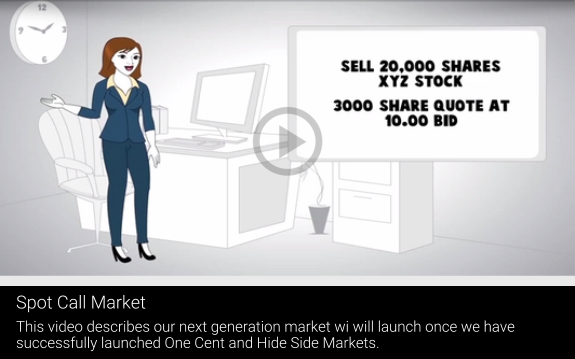 12
3
6
9
SELL 20,000 SHARES
XYZ STOCK
3000 SHARE QUOTE AT
10.00 BID
Spot Call Market
This video describes our next generation market wi will launch once we have
successfully launched One Cent and Hide Side Markets.